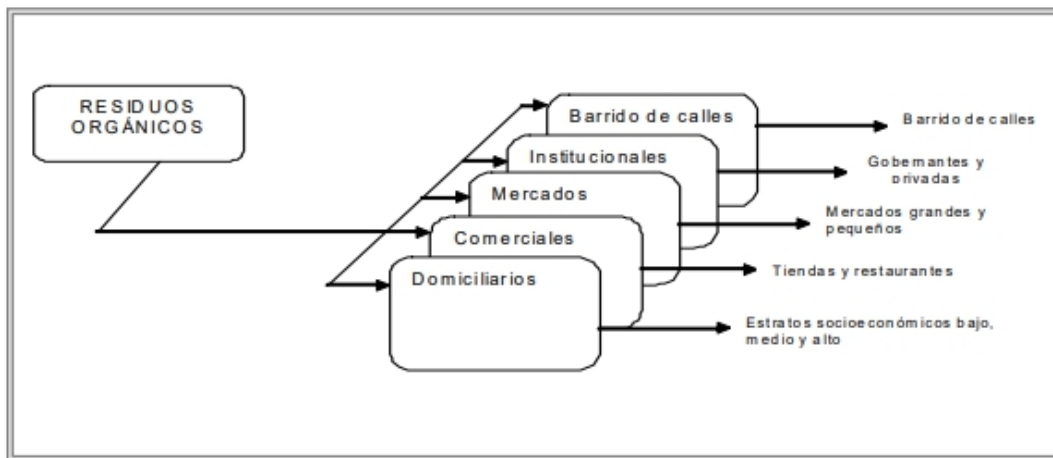 RESIDUOS
ORGÁNICOS
Barrido de calles
Institucionales
Mercados
Comerciales
Domiciliarios
Barrido de calles
Gobernantes y
privadas
Mercados grandes y
pequeños
Tiendas y restaurantes
Estratos socioeconómicos bajo,
medio y alto